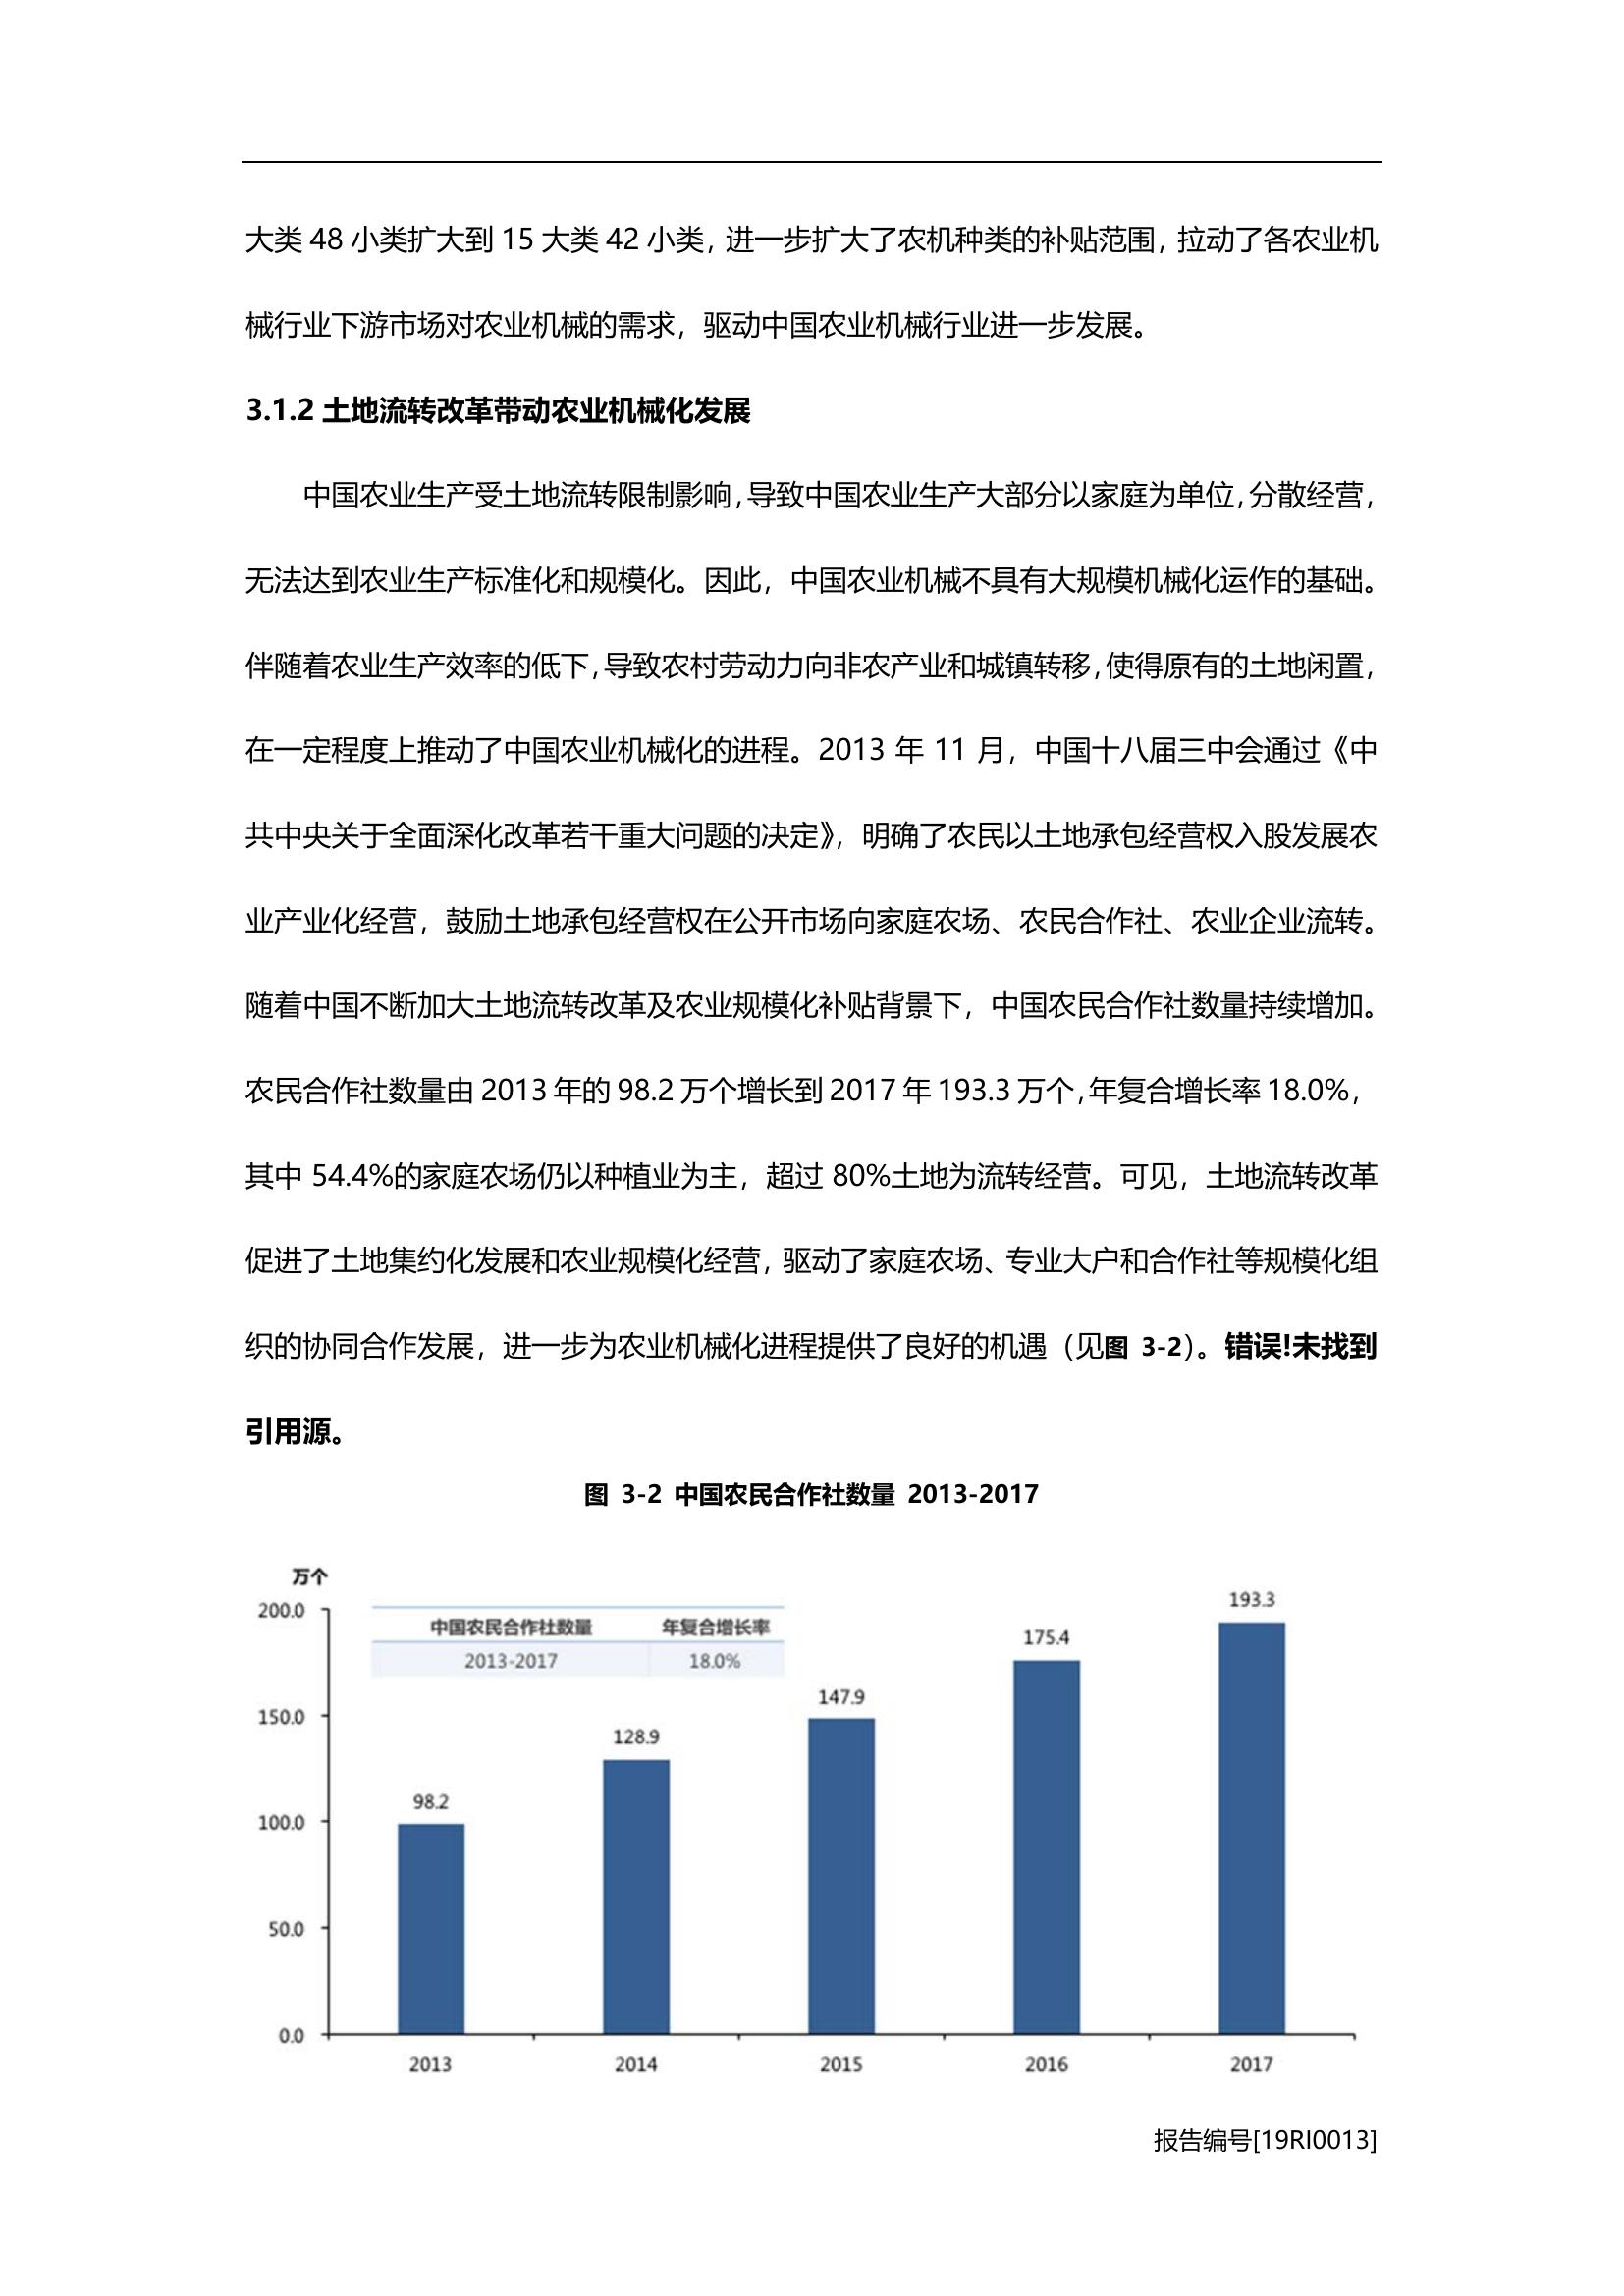 大类 48 小类扩大到 15 大类 42 小类，进一步扩大了农机种类的补贴范围，拉动了各农业机
械行业下游市场对农业机械的需求，驱动中国农业机械行业进一步发展。
3.1.2 土地流转改革带动农业机械化发展
中国农业生产受土地流转限制影响，导致中国农业生产大部分以家庭为单位，分散经营，
无法达到农业生产标准化和规模化。因此，中国农业机械不具有大规模机械化运作的基础。
伴随着农业生产效率的低下，导致农村劳动力向非农产业和城镇转移，使得原有的土地闲置，
在一定程度上推动了中国农业机械化的进程。2013 年 11 月，中国十八届三中会通过《中
共中央关于全面深化改革若干重大问题的决定》，明确了农民以土地承包经营权入股发展农
业产业化经营，鼓励土地承包经营权在公开市场向家庭农场、农民合作社、农业企业流转。
随着中国不断加大土地流转改革及农业规模化补贴背景下，中国农民合作社数量持续增加。
农民合作社数量由 2013 年的 98.2 万个增长到 2017 年 193.3 万个，年复合增长率 18.0%，
其中 54.4%的家庭农场仍以种植业为主，超过 80%土地为流转经营。可见，土地流转改革
促进了土地集约化发展和农业规模化经营，驱动了家庭农场、专业大户和合作社等规模化组
织的协同合作发展，进一步为农业机械化进程提供了良好的机遇（见图 3-2）。错误!未找到
引用源。
图 3-2 中国农民合作社数量 2013-2017
万个
200.0
150.0
100.0
50.0
0.0
中国农民合作社数量 年复合增长率
2013-2017 18.0%
98.2
128.9
147.9
175.4
193.3
2013 2014 2015 2016 2017
报告编号[19RI0013]